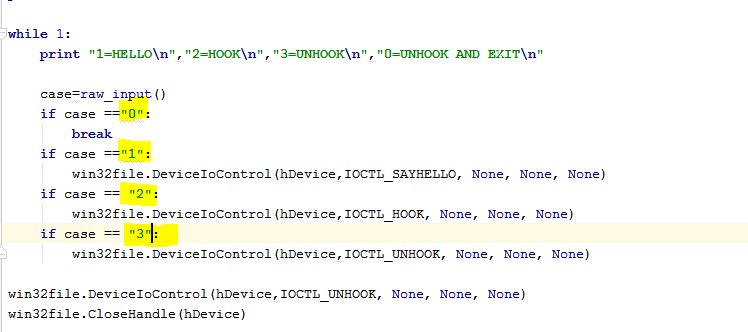 while 1:
    print "1=HELLO\n","2=HOOK\n","3=UNHOOK\n","0=UNHOOK AND EXIT\n"
    case=raw_input()
    if case =="0":
        break
    if case =="1":
        win32file.DeviceIoControl(hDevice,IOCTL_SAYHELLO, None, None, None)
    if case == "2":
        win32file.DeviceIoControl(hDevice,IOCTL_HOOK, None, None, None)
    if case == "3":
        win32file.DeviceIoControl(hDevice,IOCTL_UNHOOK, None, None, None)
win32file.DeviceIoControl(hDevice,IOCTL_UNHOOK, None, None, None)
win32file.CloseHandle(hDevice)